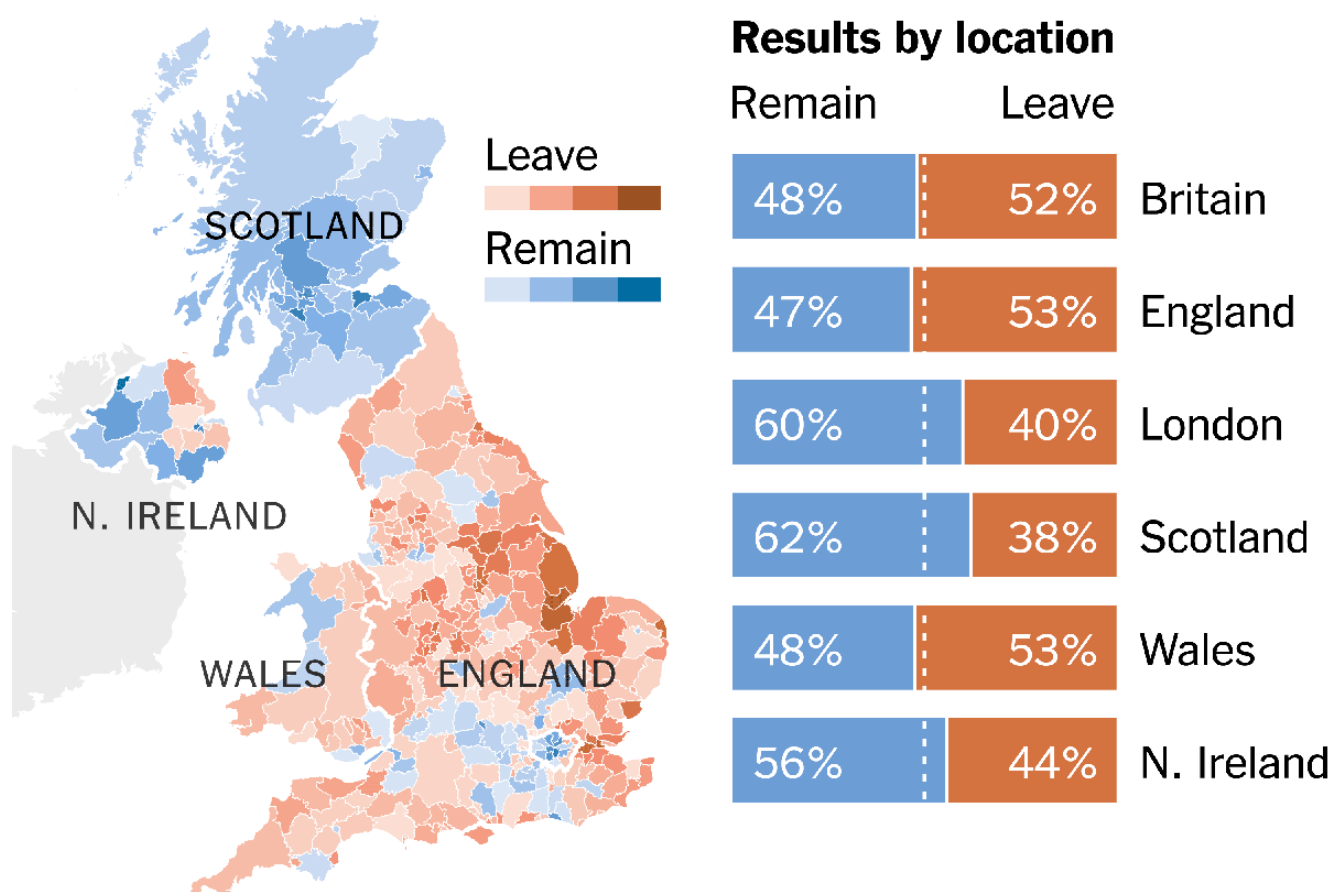 Results by location
Remain Leave
Leave
Remain
SCOTLAND
N. IRELAND
WALES
ENGLAND
48% 52% Britain
47% 53% England
60% 40% London
62% 38% Scotland
48% 53% Wales
56% 44% N. Ireland